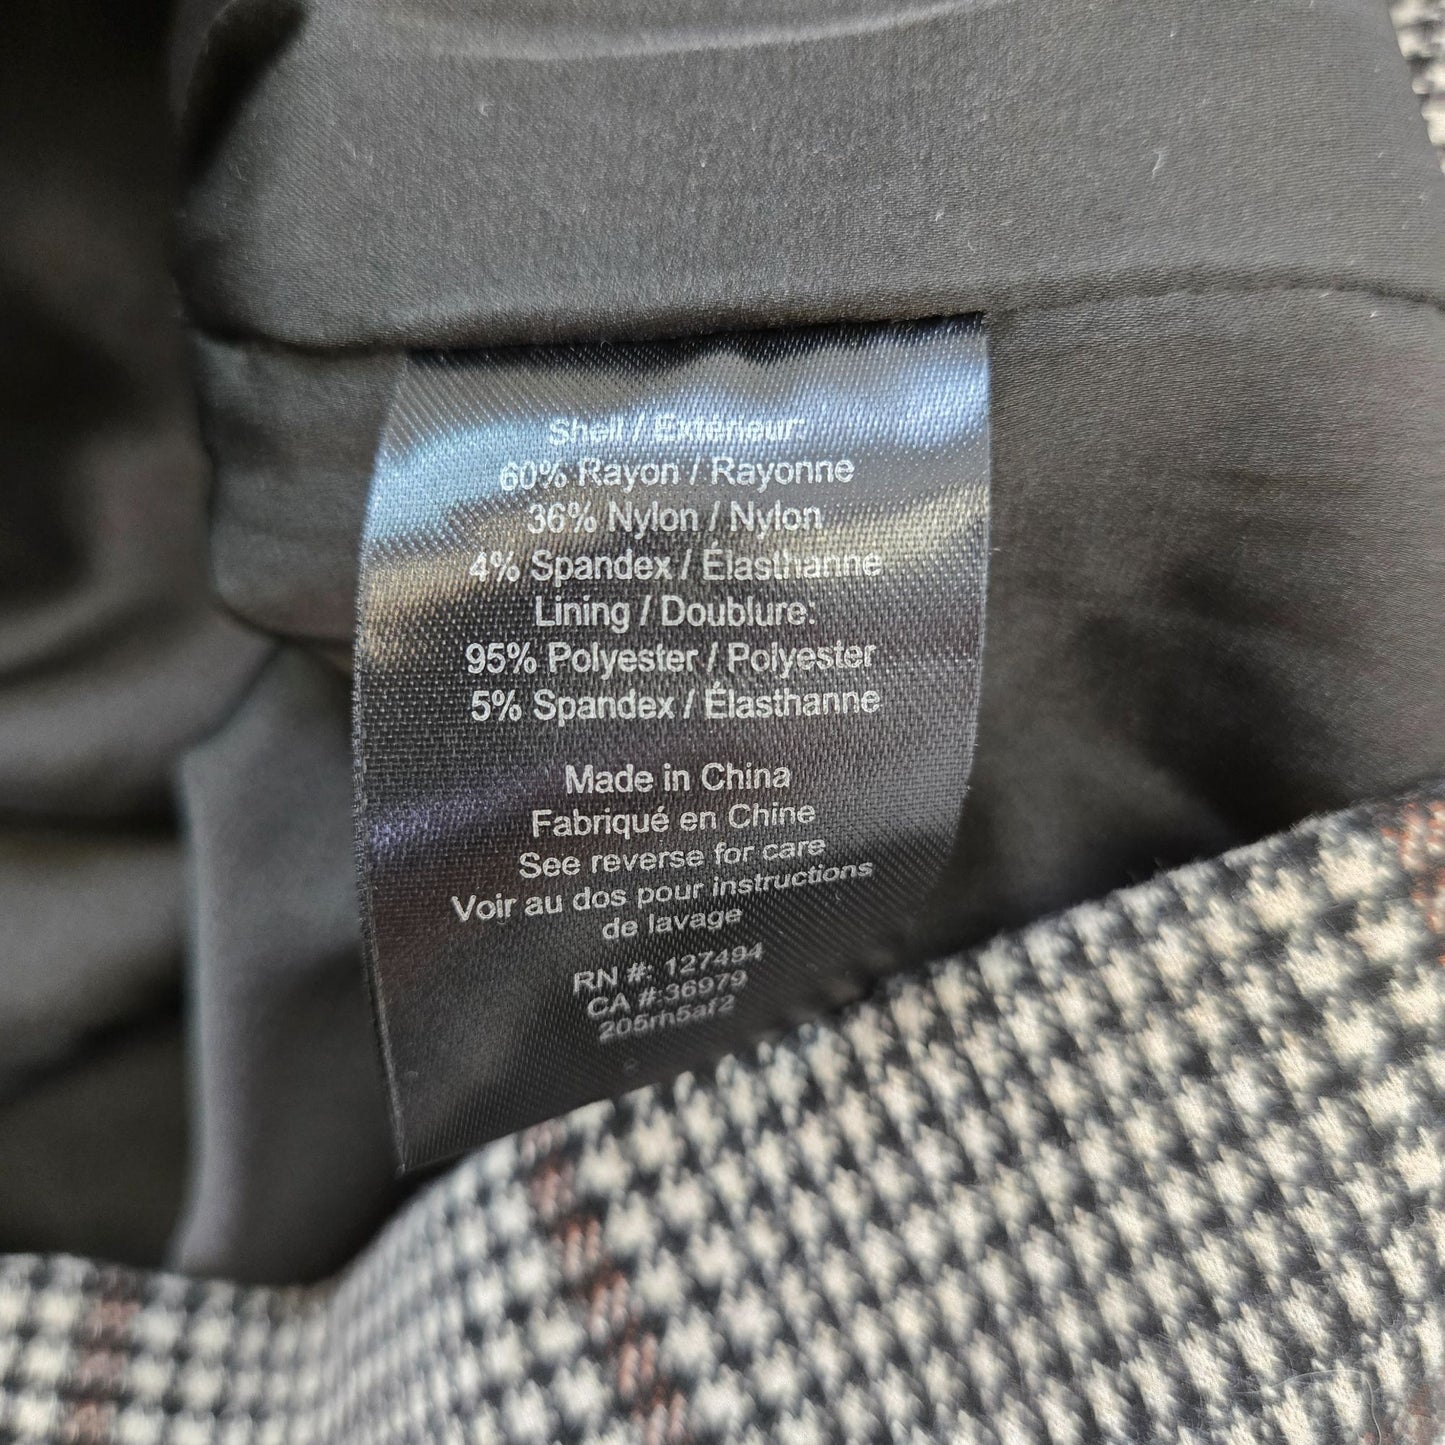 Shell / Extérieur:
60% Rayon / Rayonne
36% Nylon / Nylon
4% Spandex / Élasthanne
Lining / Doublure:
95% Polyester / Polyester
5% Spandex / Élasthanne
Made in China
Fabriqué en Chine
See reverse for care
Voir au dos pour instructions
de lavage
RN #: 127494
CA #:36979
205rh5af2